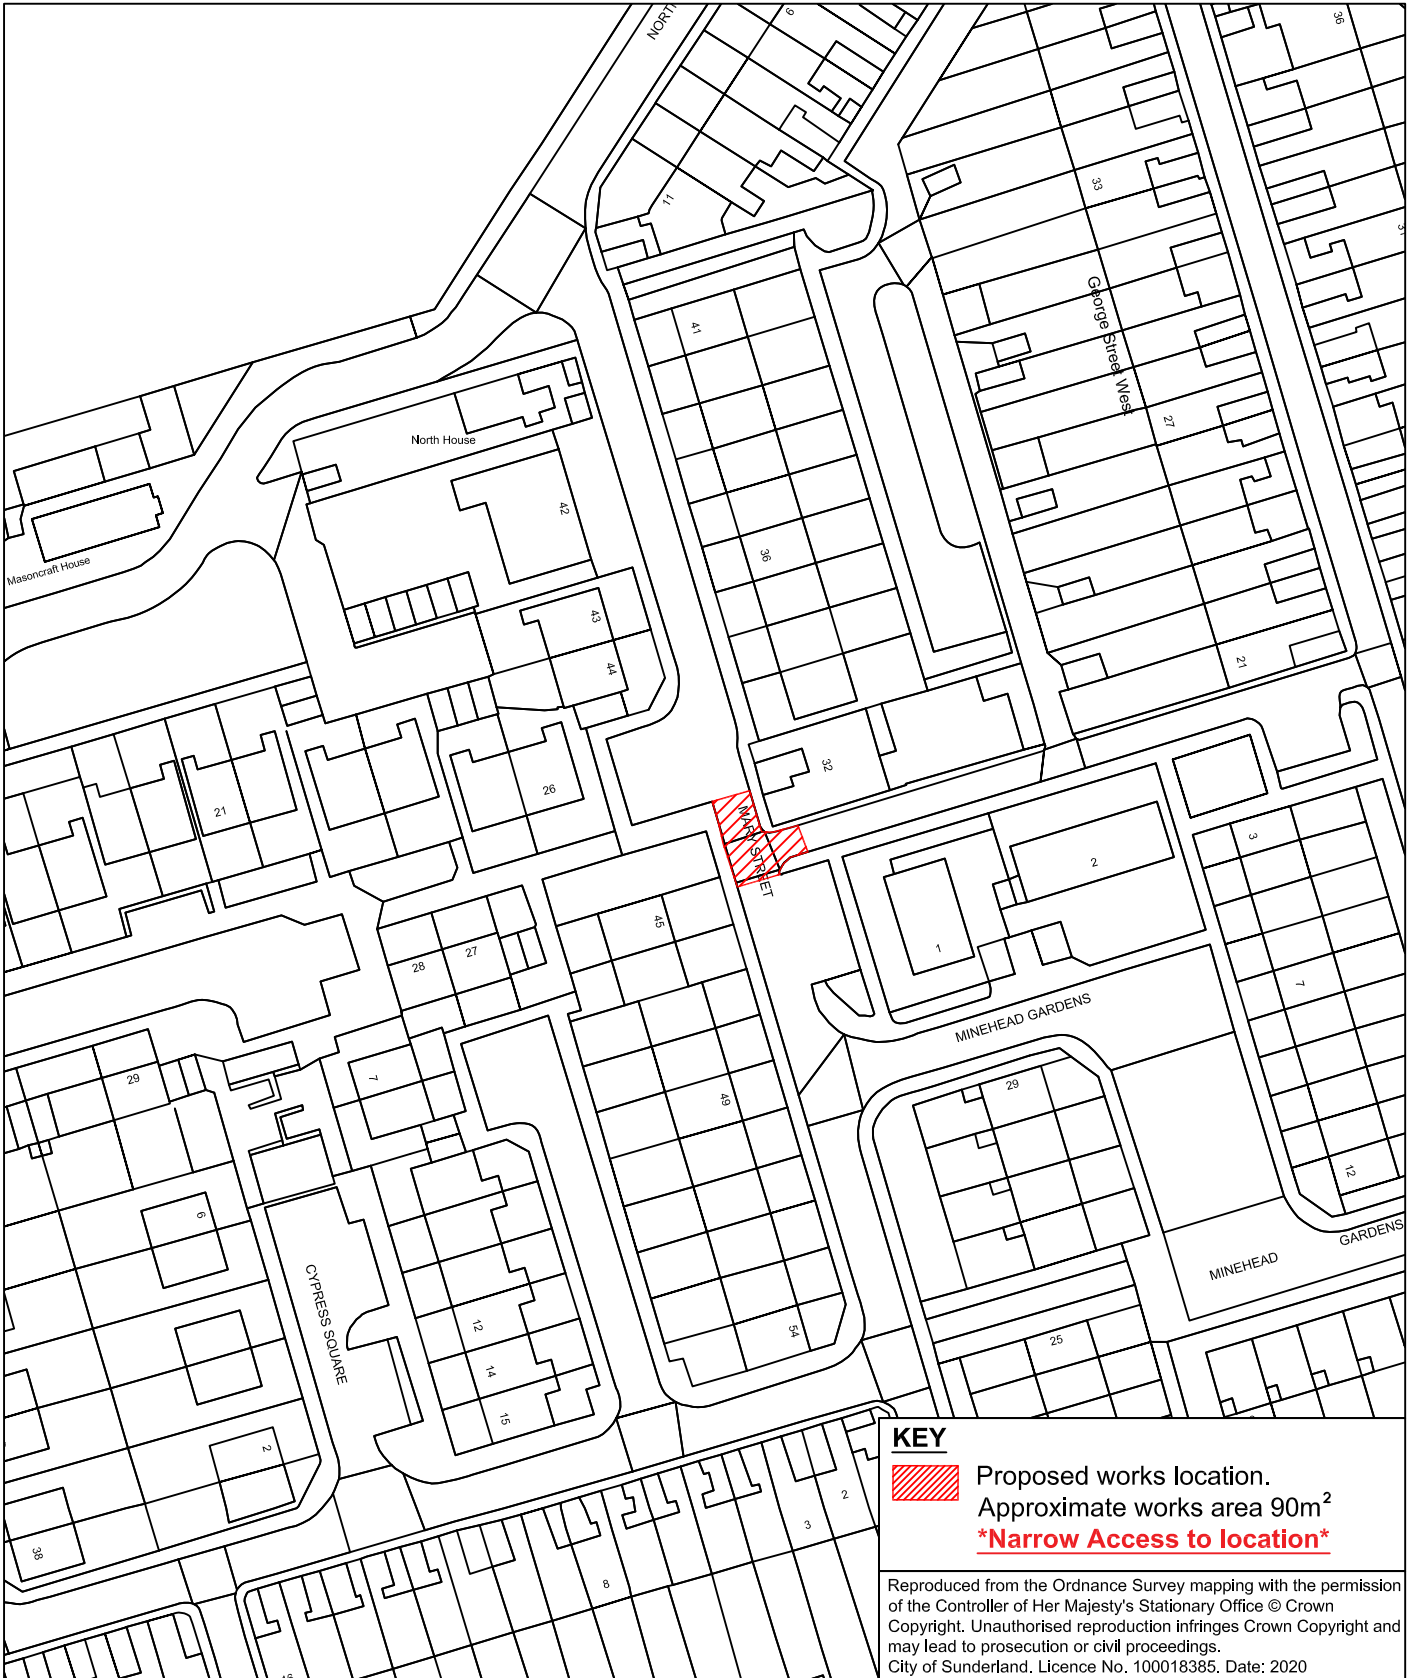 NORTH
6
36
33
11
31
41
George Street West
27
North House
42
36
Masoncraft House
43
44
21
32
26
21
MARY STREET
3
2
45
1
28
27
7
MINEHEAD GARDENS
29
7
29
49
12
6
GARDENS
MINEHEAD
CYPRESS SQUARE
12
54
25
14
15
2
38
8
3
2
KEY
Proposed works location.
Approximate works area 90m²
*Narrow Access to location*
Reproduced from the Ordnance Survey mapping with the permission
of the Controller of Her Majesty's Stationary Office © Crown
Copyright. Unauthorised reproduction infringes Crown Copyright and
may lead to prosecution or civil proceedings.
City of Sunderland. Licence No. 100018385. Date: 2020